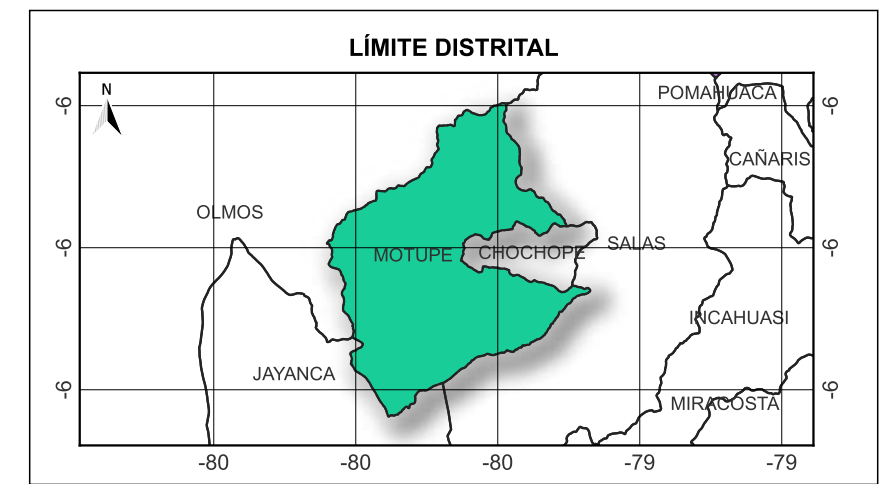 LÍMITE DISTRITAL
N
-6 -6
POMAHUACA
CAÑARIS
OLMOS
-6 -6
MOTUPE CHOCHOPE SALAS
INCAHUASI
JAYANCA
-6 -6
MIRACOSTA
-80 -80 -80 -79 -79